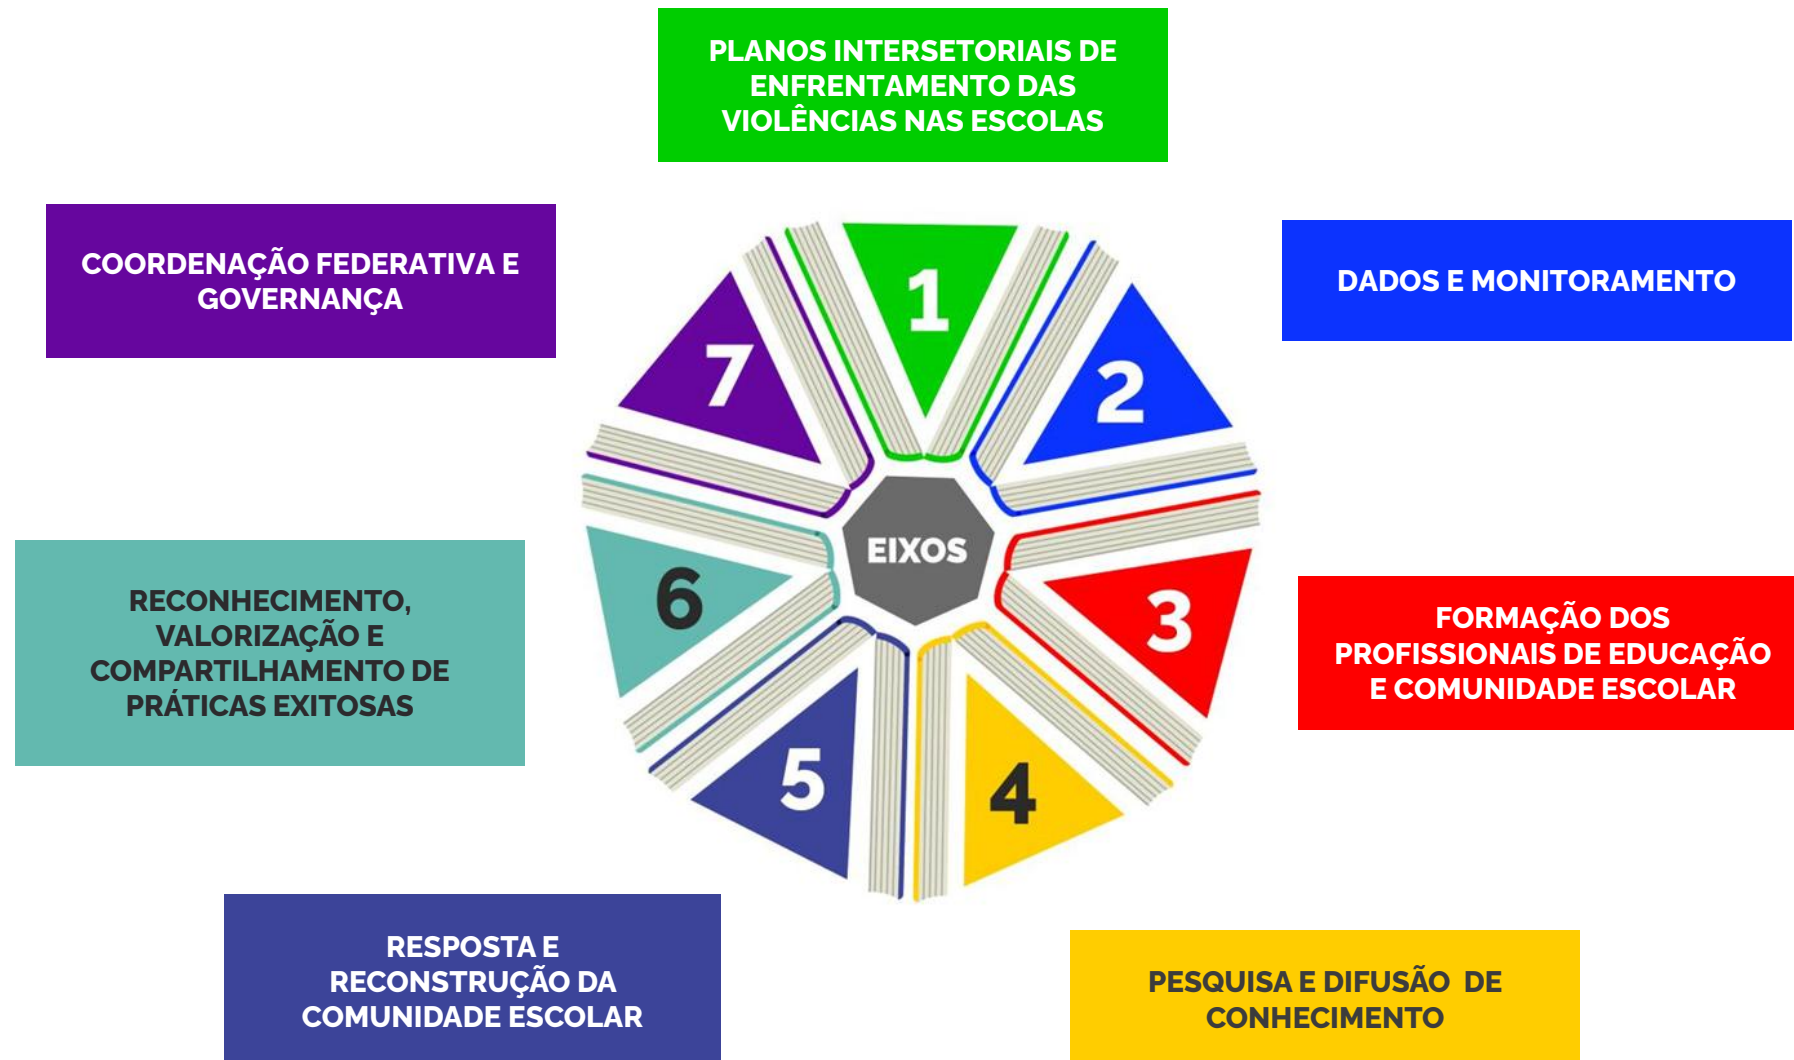 PLANOS INTERSETORIAIS DE
ENFRENTAMENTO DAS
VIOLÊNCIAS NAS ESCOLAS
COORDENAÇÃO FEDERATIVA E
GOVERNANÇA
DADOS E MONITORAMENTO
1
2
7
EIXOS
3
6
5
4
RECONHECIMENTO,
VALORIZAÇÃO E
COMPARTILHAMENTO DE
PRÁTICAS EXITOSAS
FORMAÇÃO DOS
PROFISSIONAIS DE EDUCAÇÃO
E COMUNIDADE ESCOLAR
RESPOSTA E
RECONSTRUÇÃO DA
COMUNIDADE ESCOLAR
PESQUISA E DIFUSÃO DE
CONHECIMENTO